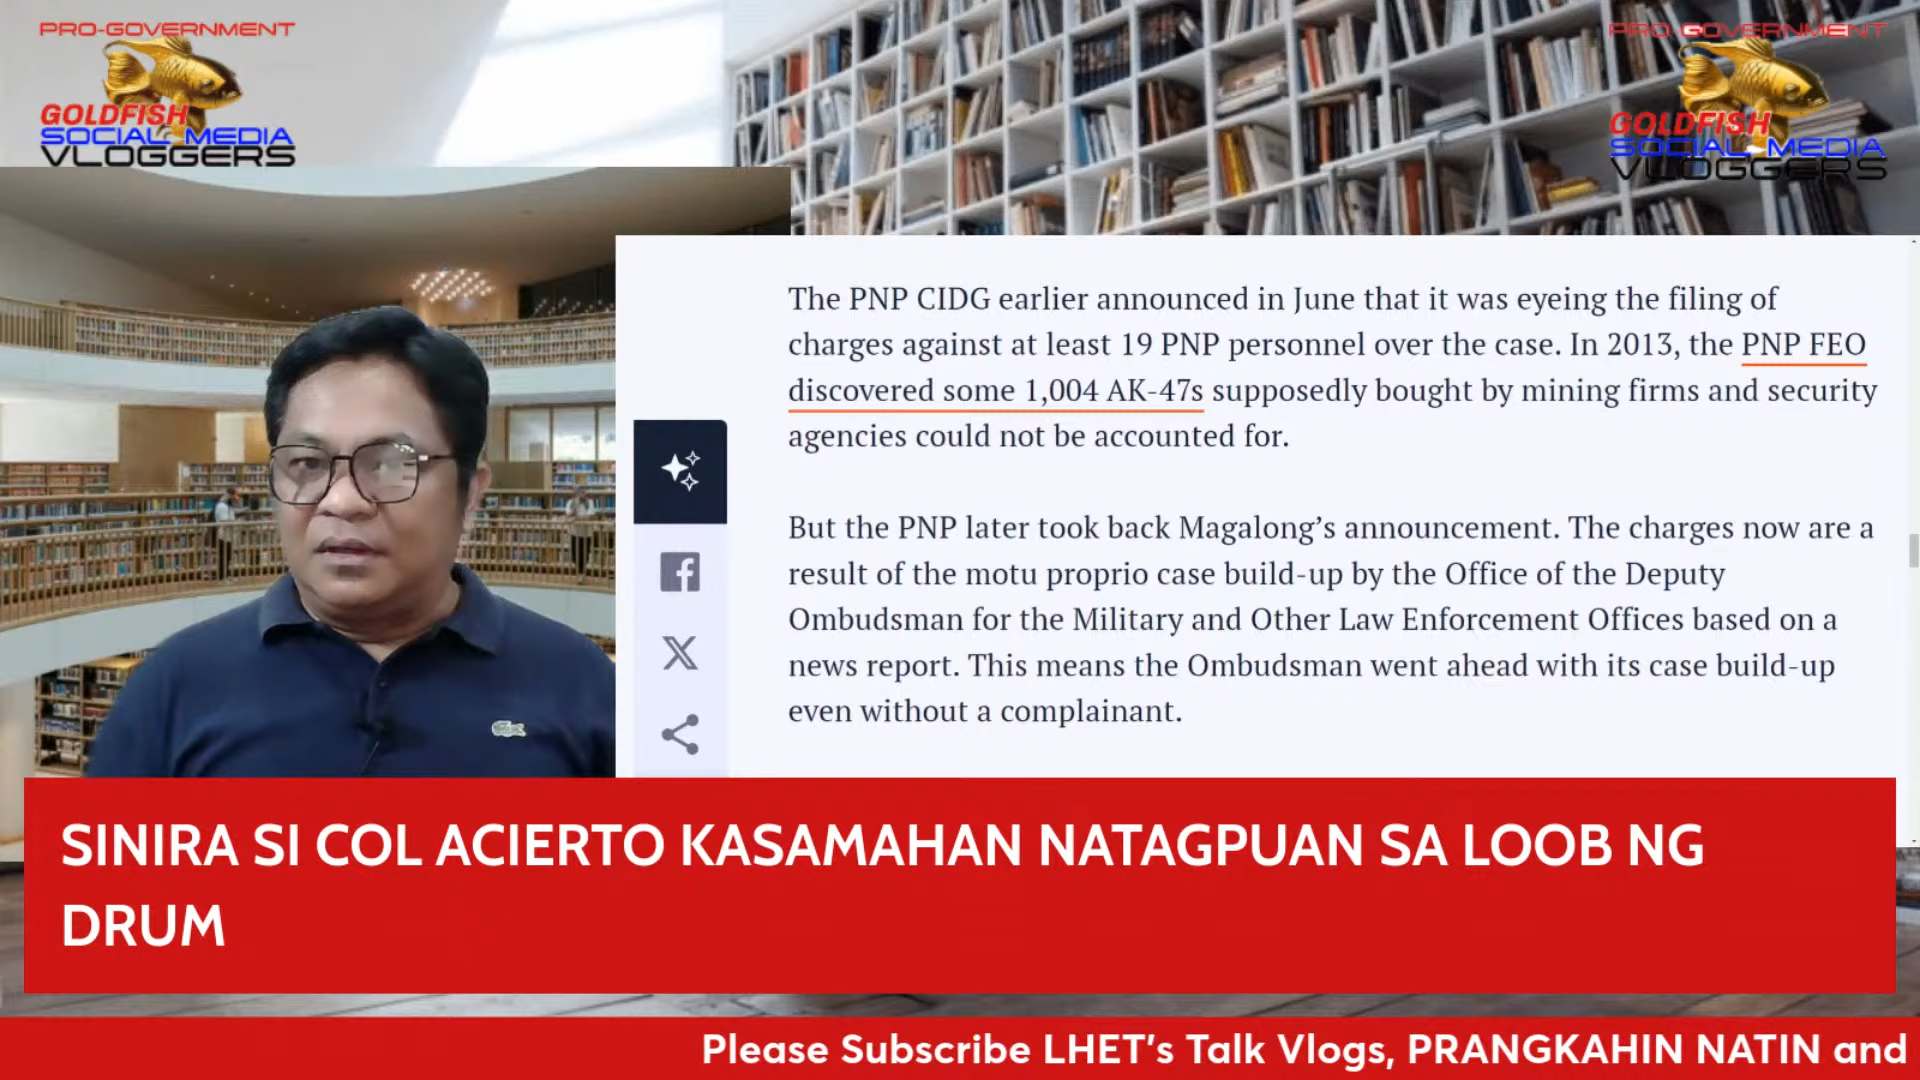 PRO-GOVERNMENT
GOLDFISH
SOCIAL MEDIA
VLOGGERS
PRO-GOVERNMENT
GOLDFISH
SOCIAL MEDIA
VLOGGERS
The PNP CIDG earlier announced in June that it was eyeing the filing of
charges against at least 19 PNP personnel over the case. In 2013, the PNP FEO
discovered some 1,004 AK-47s supposedly bought by mining firms and security
agencies could not be accounted for.
But the PNP later took back Magalong’s announcement. The charges now are a
result of the motu proprio case build-up by the Office of the Deputy
Ombudsman for the Military and Other Law Enforcement Offices based on a
news report. This means the Ombudsman went ahead with its case build-up
even without a complainant.
SINIRA SI COL ACIERTO KASAMAHAN NATAGPUAN SA LOOB NG
DRUM
Please Subscribe LHET's Talk Vlogs, PRANGKAHIN NATIN and